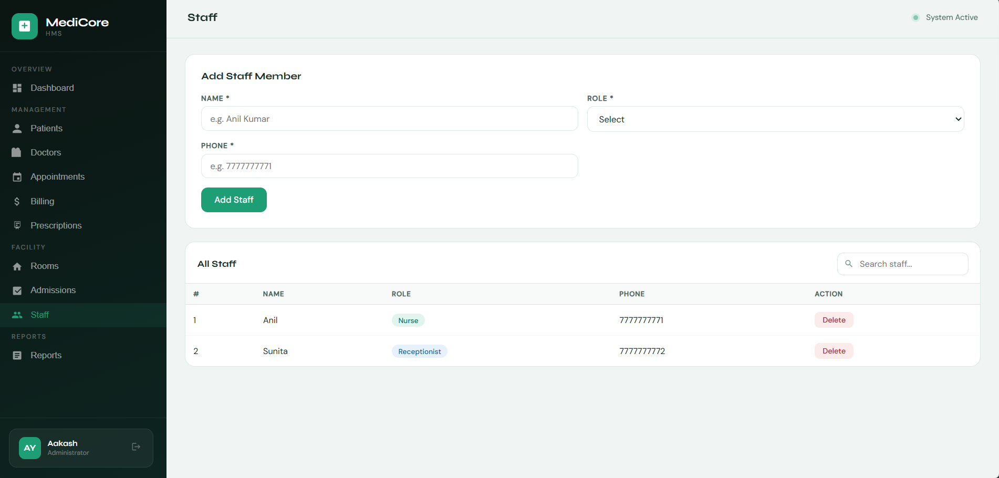 MediCore
HMS
OVERVIEW
Dashboard
MANAGEMENT
Patients
Doctors
Appointments
$ Billing
Prescriptions
FACILITY
Rooms
Admissions
Staff
REPORTS
Reports
AY
Aakash
Administrator
Staff
System Active
Add Staff Member
NAME * ROLE *
e.g. Anil Kumar Select
PHONE *
e.g. 7777777771
Add Staff
All Staff Search staff...
# NAME ROLE PHONE ACTION
1 Anil Nurse 7777777771 Delete
2 Sunita Receptionist 7777777772 Delete